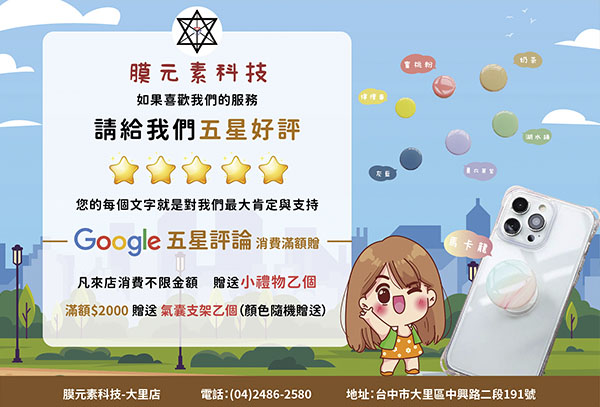 膜元素科技
如果喜歡我們的服務
請給我們五星好評
您的每個文字就是對我們最大肯定與支持
Google 五星評論 消費滿額贈
凡來店消費不限金額 贈送小禮物乙個
滿額$2000 贈送 氣囊支架乙個(顏色隨機贈送)
蜜桃粉
奶茶
檸檬黃
湖水綠
灰藍
馬卡龍
膜元素科技-大里店 電話:(04)2486-2580 地址:台中市大里區中興路二段191號